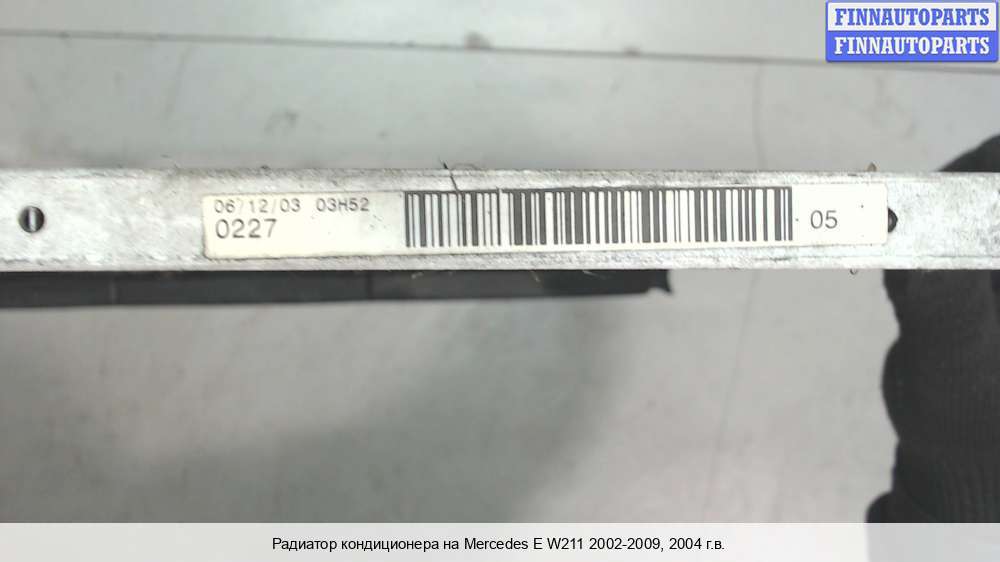 FINNAUTOPARTS
FINNAUTOPARTS
06/12/03 03H52
0227
05
Радиатор кондиционера на Mercedes E W211 2002-2009, 2004 г.в.